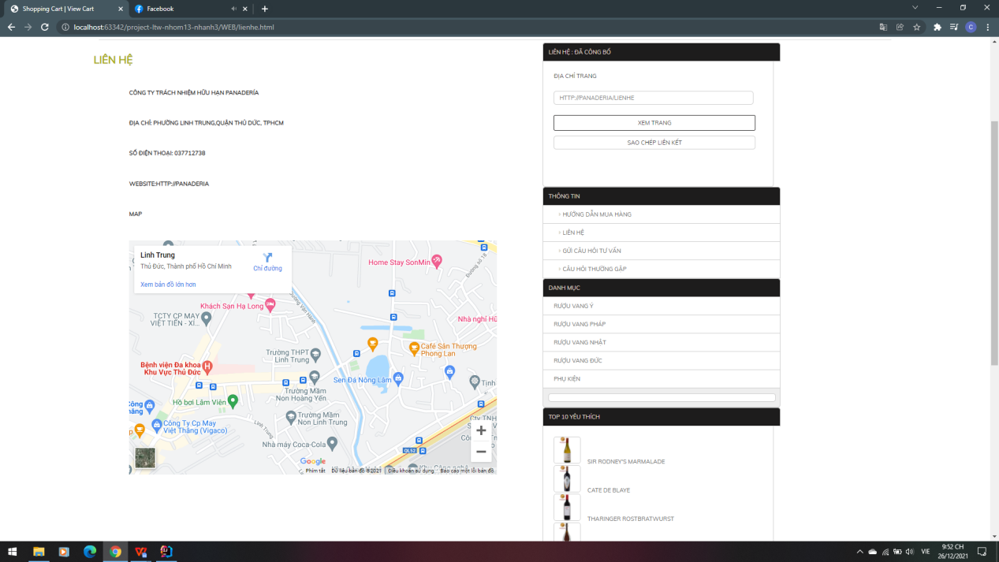 Shopping Cart | View Cart
Facebook
localhost:63342/project-ltw-nhom13-nhanh3/WEB/lienhe.html
C
LIÊN HỆ
CÔNG TY TRÁCH NHIỆM HỮU HẠN PANADERÍA
ĐỊA CHỈ: PHƯỜNG LINH TRUNG,QUẬN THỦ DỨC, TPHCM
SỐ ĐIỆN THOẠI: 037712738
WEBSITE:HTTP://PANADERIA
MAP
Linh Trung
Thủ Đức, Thành phố Hồ Chí Minh
Chỉ đường
Xem bản đồ lớn hơn
Home Stay SonMin
Đường số 18
Đường Văn Hành
Khách Sạn Hạ Long
TCTY CP MAY
VIỆT TIẾN - XÍ...
Nhà nghỉ Hù
Trường THPT
Linh Trung
Café Sân Thượng
Phong Lan
Bệnh viện Đa khoa
Khu Vực Thủ Đức
Sen Đá Nông Lâm
Trường Mầm
Non Hoàng Yến
Hồ bơi Lâm Viên
Trường Mầm
Non Linh Trung
Công Ty Cp May
Việt Thắng (Vigaco)
Linh Trung
Nhà máy Coca-Cola
QL52
Google
Phím tắt
Dữ liệu bản đồ ©2021
Điều khoản sử dụng
Báo cáo một lỗi bản đồ
LIÊN HỆ : ĐÃ CÔNG BỐ
ĐỊA CHỈ TRANG
HTTP://PANADERIA/LIENHE
XEM TRANG
SAO CHÉP LIÊN KẾT
THÔNG TIN
HƯỚNG DẪN MUA HÀNG
LIÊN HỆ
GỬI CÂU HỎI TƯ VẤN
CÂU HỎI THƯỜNG GẶP
DANH MỤC
RƯỢU VANG Ý
RƯỢU VANG PHÁP
RƯỢU VANG NHẬT
RƯỢU VANG ĐỨC
PHỤ KIỆN
TOP 10 YÊU THÍCH
SIR RODNEY'S MARMALADE
CATE DE BLAYE
THARINGER ROSTBRATWURST
VIE
9:52 CH
26/12/2021